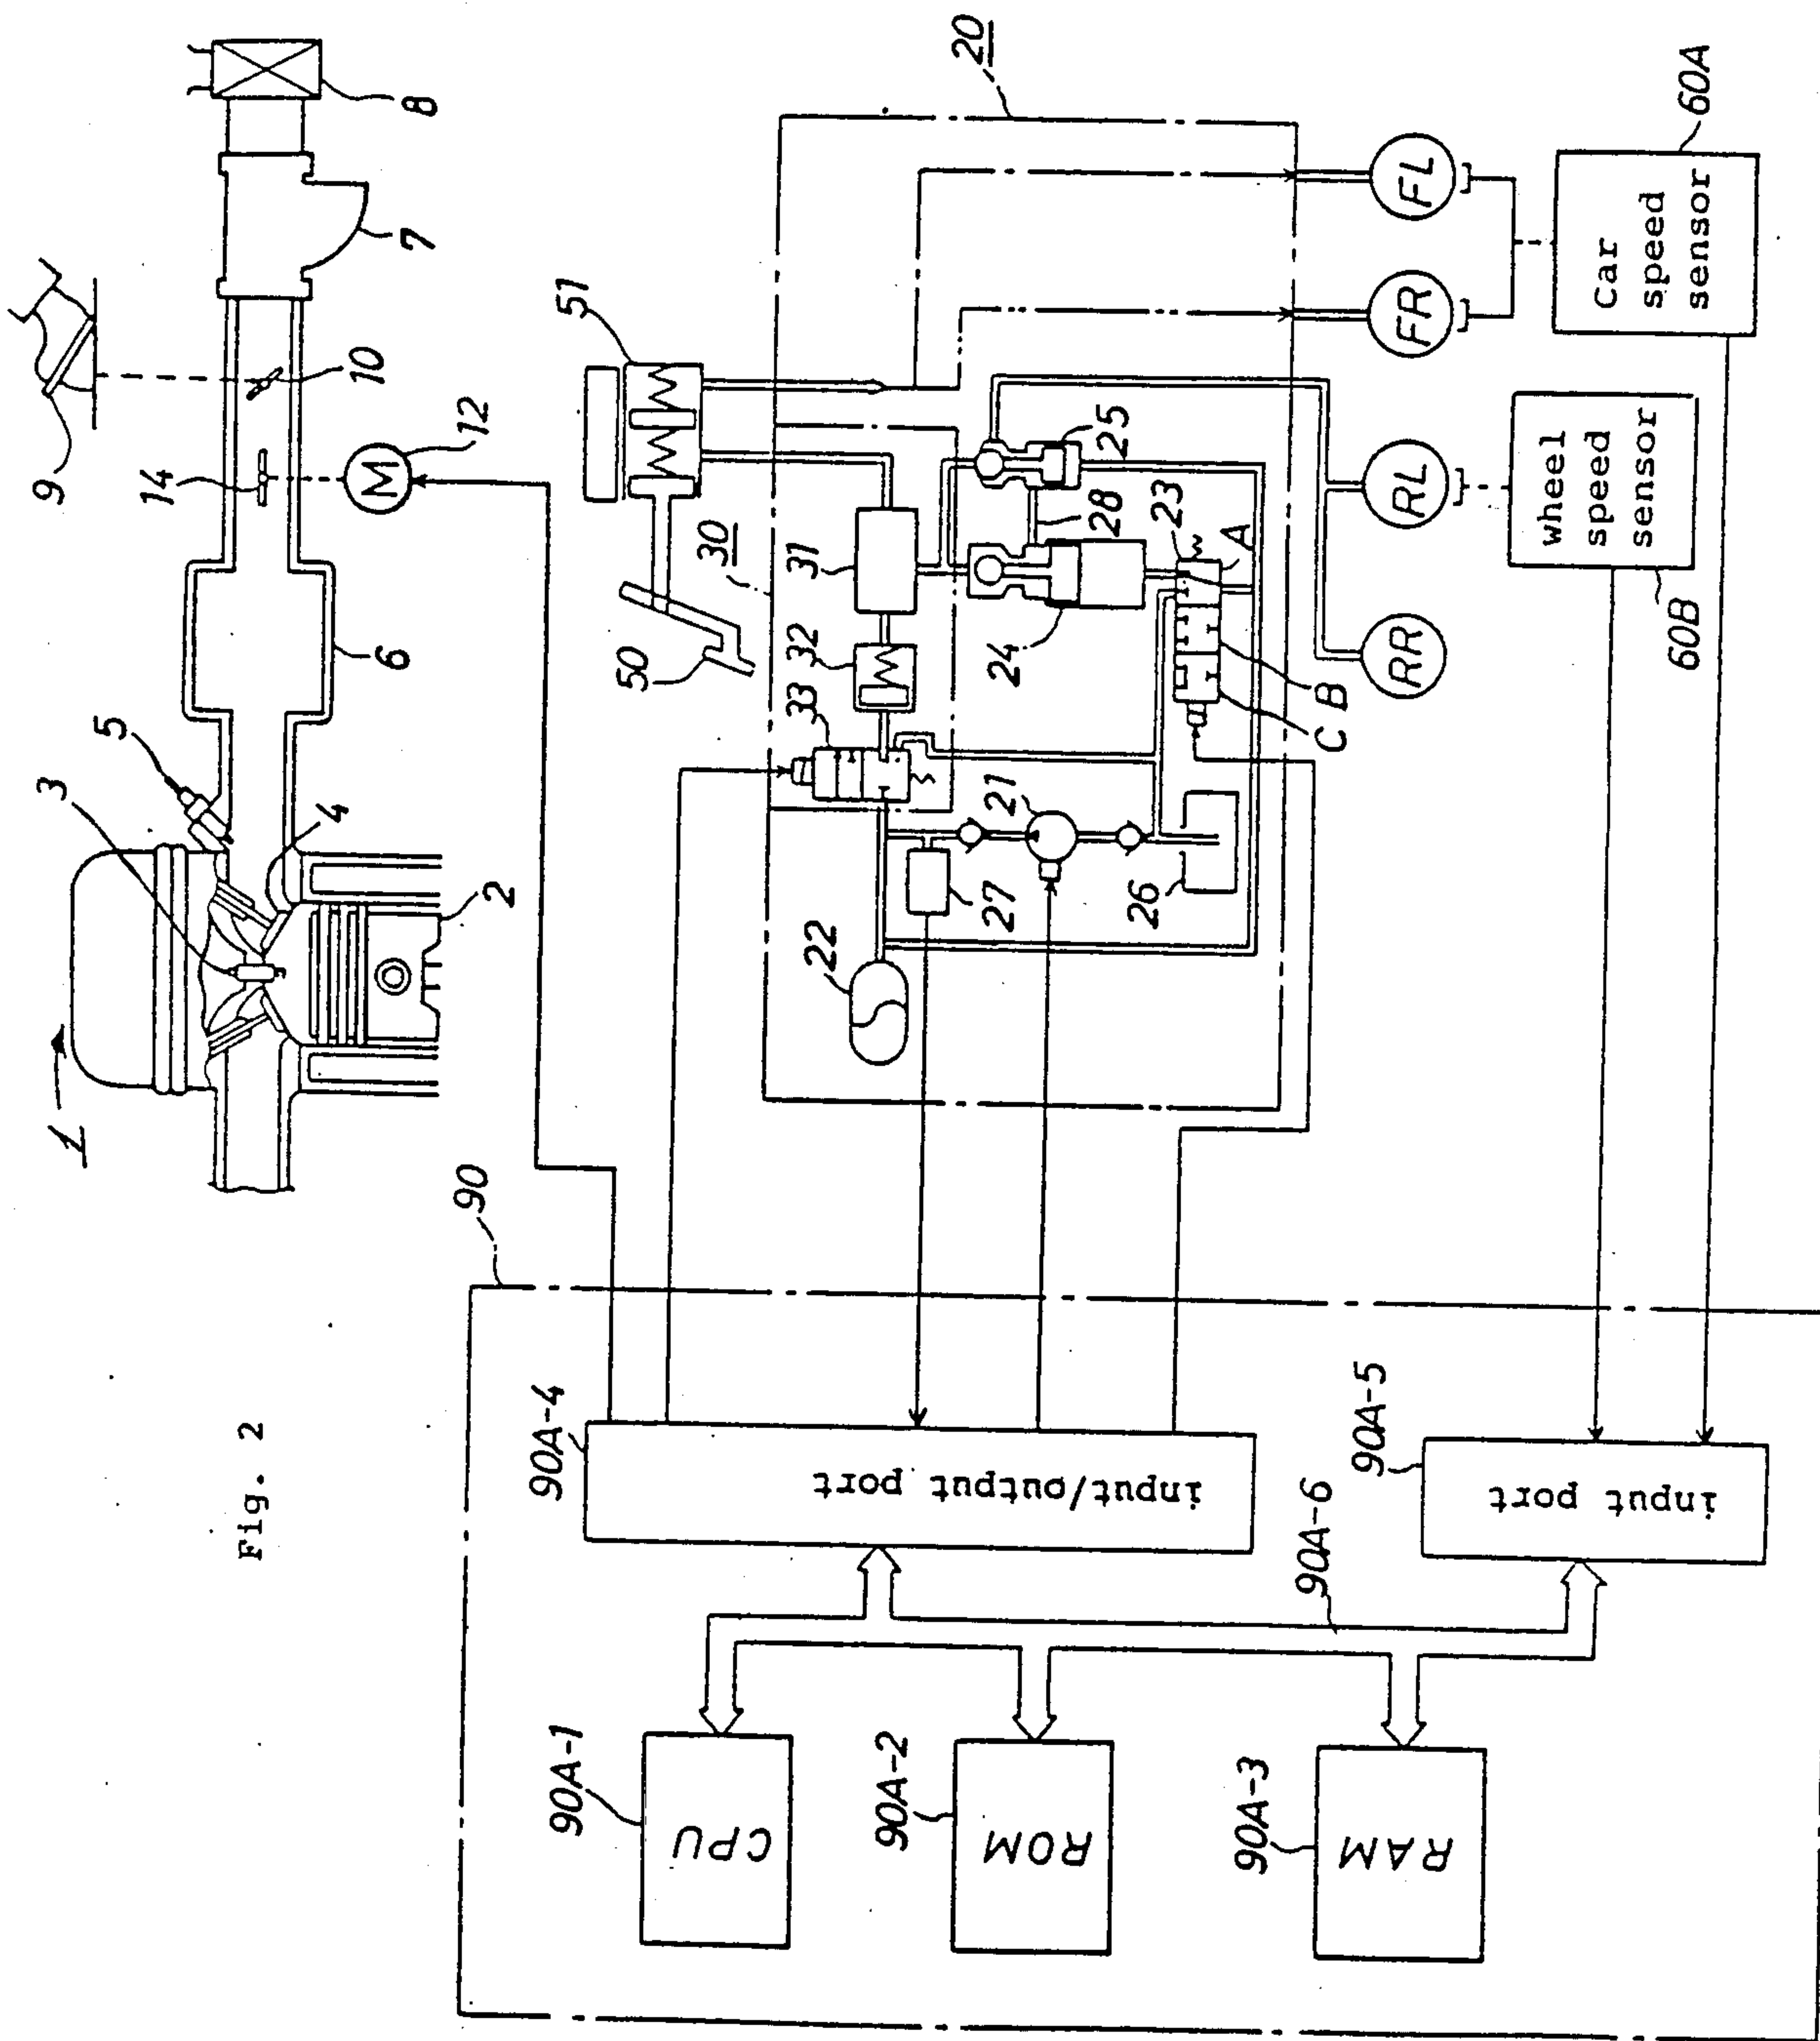 Fig. 2
1
2
3
4
5
6
7
8
9
10
14
M
12
90
90A-1
CPU
90A-2
ROM
90A-3
RAM
90A-4
input/output port
90A-5
input port
90A-6
20
30
50
51
31
32
33
22
27
21
26
24
28
25
23
A
B
C
RR
RL
FR
FL
wheel
speed
sensor
60B
Car
speed
sensor
60A